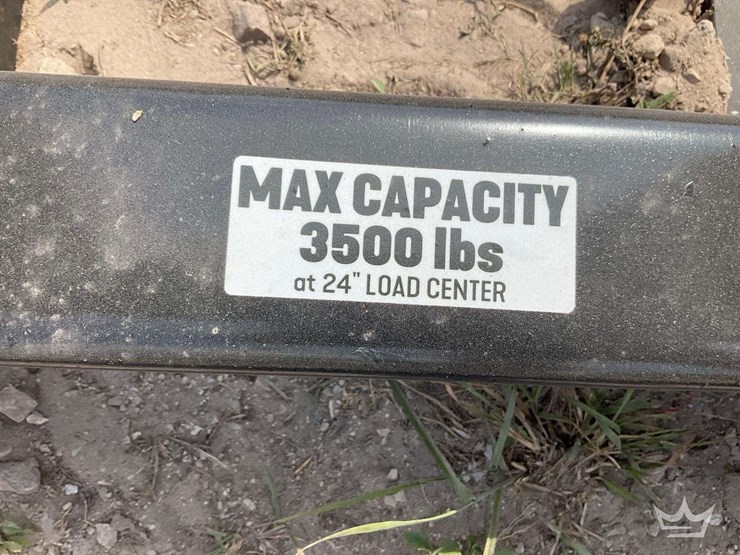 MAX CAPACITY
3500 lbs
at 24" LOAD CENTER